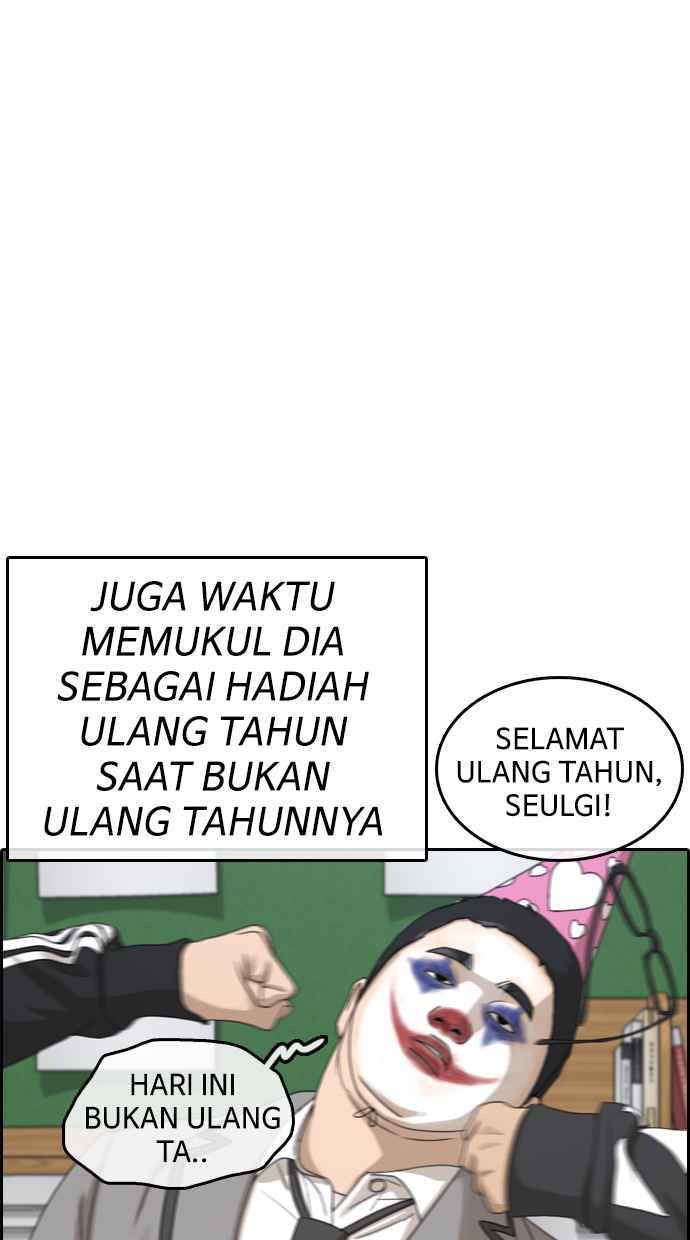 JUGA WAKTU
MEMUKUL DIA
SEBAGAI HADIAH
ULANG TAHUN
SAAT BUKAN
ULANG TAHUNNYA
SELAMAT
ULANG TAHUN,
SEULGI!
HARI INI
BUKAN ULANG
TA..